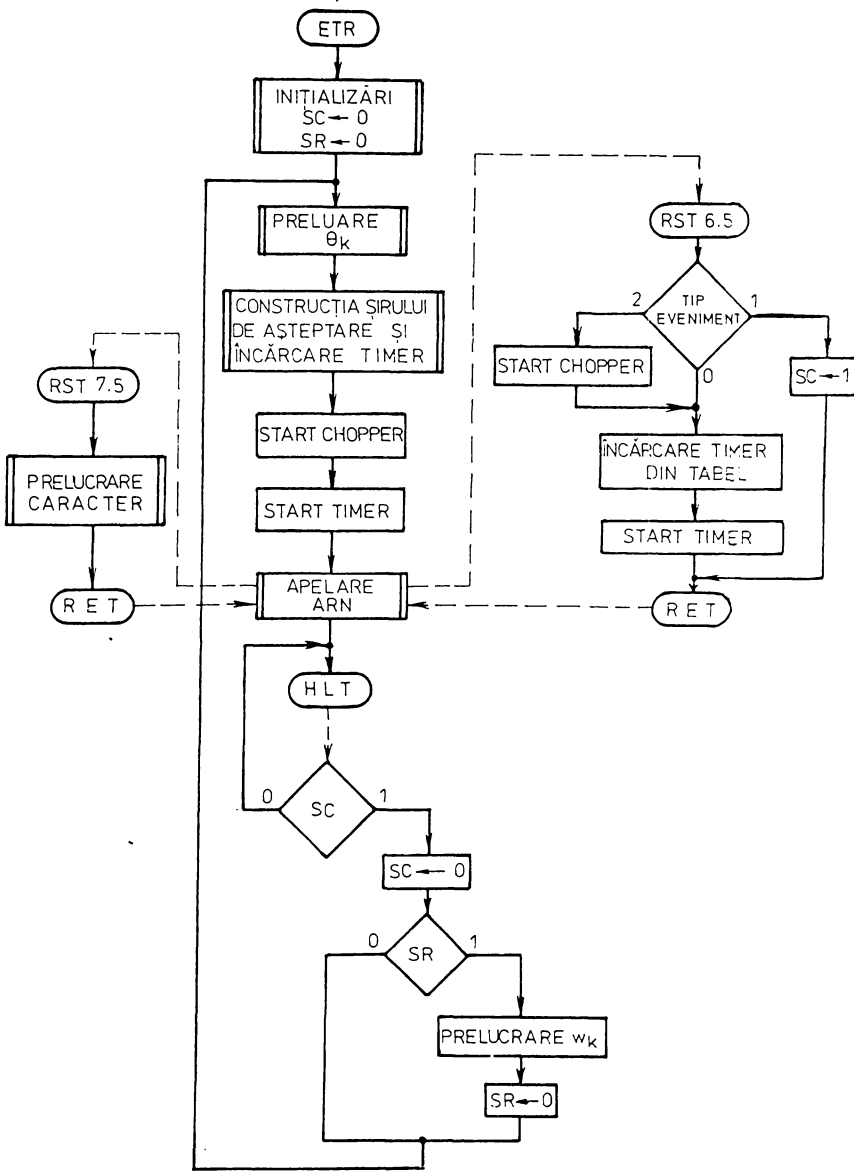 ETR
INIȚIALIZĂRI
SC ← 0
SR ← 0
PRELUARE
θk
CONSTRUCȚIA ȘIRULUI
DE AȘTEPTARE ȘI
ÎNCĂRCARE TIMER
START CHOPPER
START TIMER
APELARE
ARN
RST 7.5
PRELUCRARE
CARACTER
RET
RST 6.5
TIP
EVENIMENT
2
1
0
START CHOPPER
SC ← 1
ÎNCĂRCARE TIMER
DIN TABEL
START TIMER
RET
HLT
SC
0
1
SC ← 0
SR
0
1
PRELUCRARE wk
SR ← 0